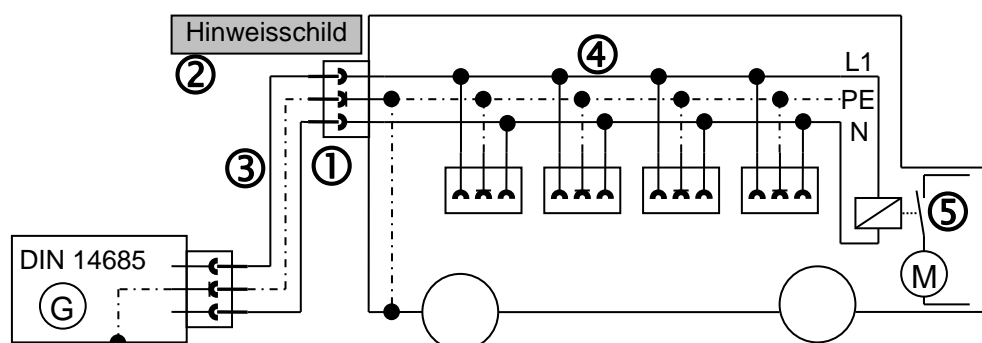 Hinweisschild
②
④
L1
PE
N
③
①
⑤
DIN 14685
G
M